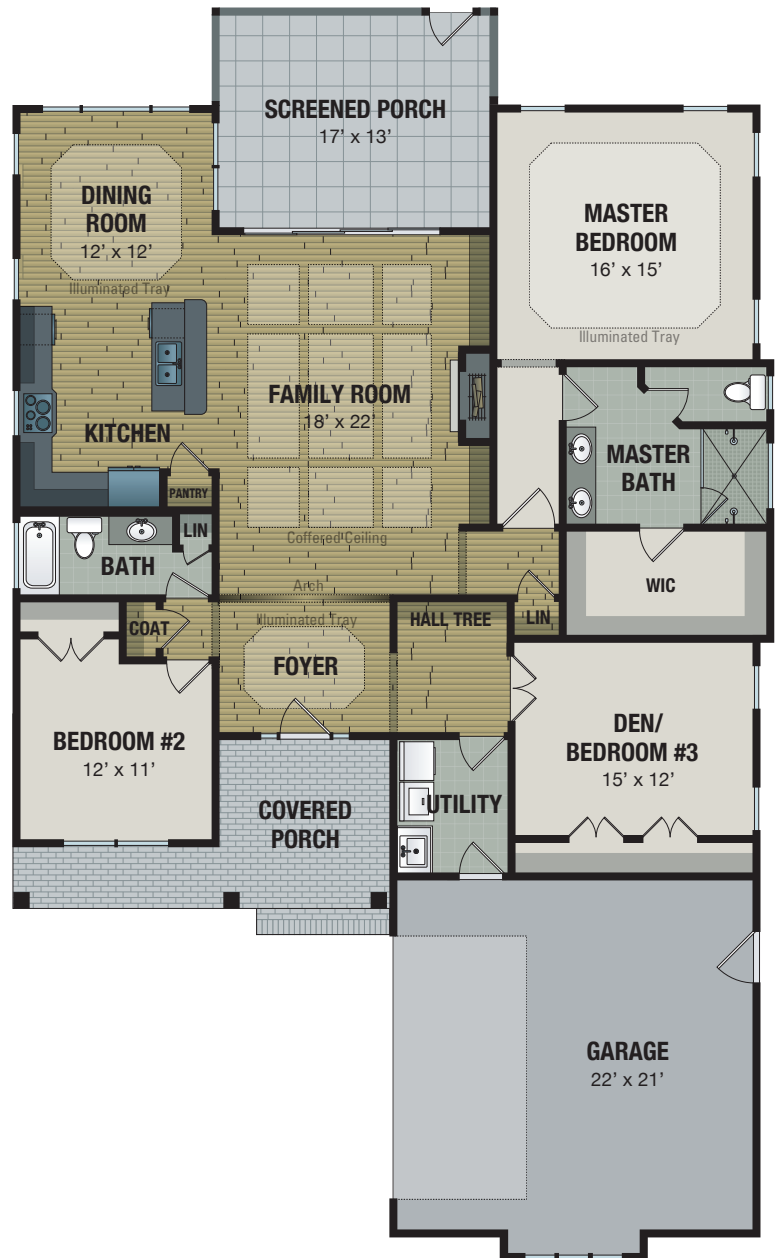 SCREENED PORCH
17’ x 13’
DINING
ROOM
12’ x 12’
Illuminated Tray
MASTER
BEDROOM
16’ x 15’
Illuminated Tray
FAMILY ROOM
18’ x 22’
KITCHEN
PANTRY
MASTER
BATH
LIN
Coffered Ceiling
BATH
WIC
Arch
COAT
Illuminated Tray
HALL TREE
LIN
FOYER
BEDROOM #2
12’ x 11’
DEN/
BEDROOM #3
15’ x 12’
COVERED
PORCH
UTILITY
GARAGE
22’ x 21’